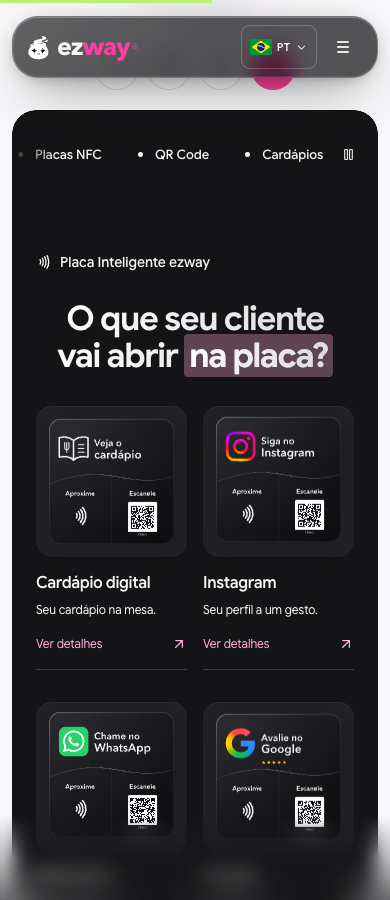 ezway
PT
Placas NFC
QR Code
Cardápios
Placa Inteligente ezway
O que seu cliente
vai abrir na placa?
Veja o
cardápio
Aproxime
Escaneie
Siga no
Instagram
Aproxime
Escaneie
Cardápio digital
Seu cardápio na mesa.
Ver detalhes
Instagram
Seu perfil a um gesto.
Ver detalhes
Chame no
WhatsApp
Aproxime
Escaneie
Avalie no
Google
Aproxime
Escaneie